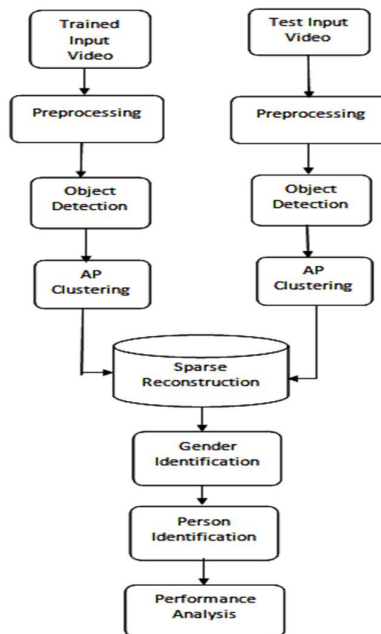 Trained
Input
Video
Preprocessing
Object
Detection
AP
Clustering
Test Input
Video
Preprocessing
Object
Detection
AP
Clustering
Sparse
Reconstruction
Gender
Identification
Person
Identification
Performance
Analysis